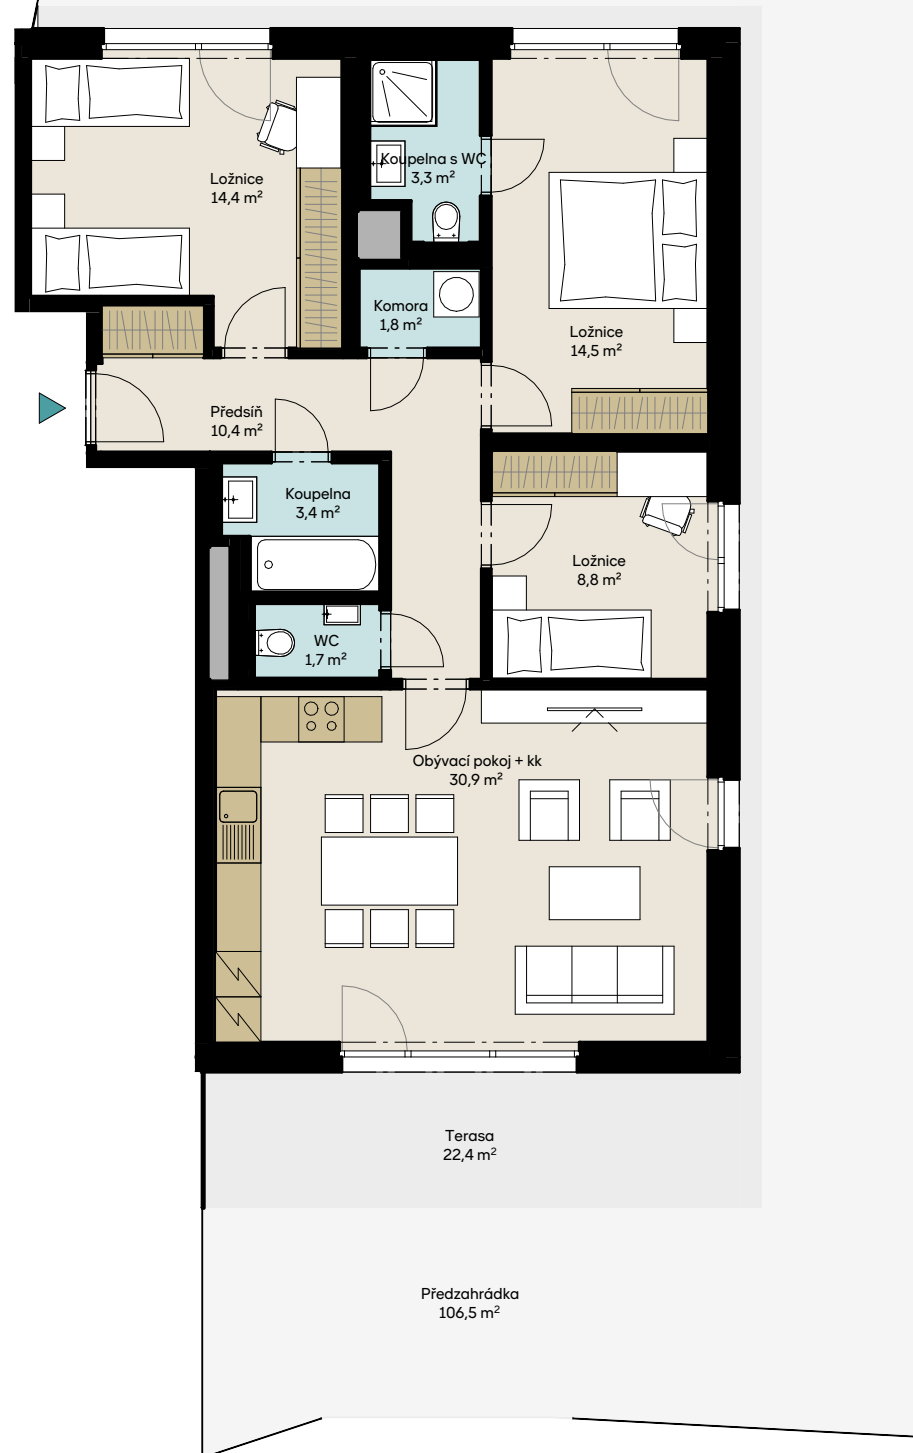 Koupelna s WC
3,3 m²
Ložnice
14,4 m²
Komora
1,8 m²
Ložnice
14,5 m²
Předsíň
10,4 m²
Koupelna
3,4 m²
Ložnice
8,8 m²
WC
1,7 m²
Obývací pokoj + kk
30,9 m²
Terasa
22,4 m²
Předzahrádka
106,5 m²